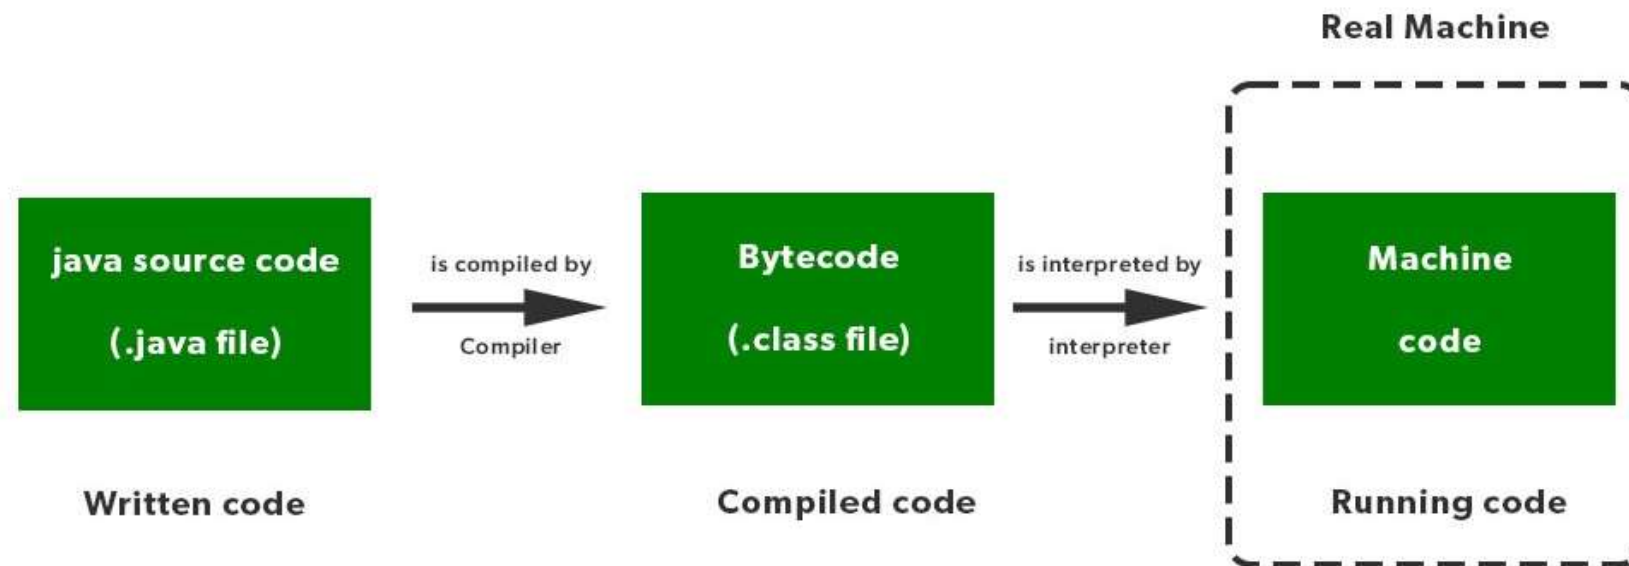 Real Machine
java source code
(.java file)
is compiled by
Compiler
Bytecode
(.class file)
is interpreted by
interpreter
Machine
code
Written code
Compiled code
Running code